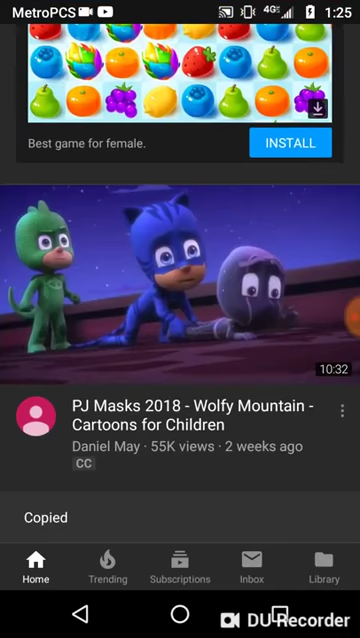 MetroPCS 4G 1:25
Best game for female.
INSTALL
10:32
PJ Masks 2018 - Wolfy Mountain -
Cartoons for Children
Daniel May · 55K views · 2 weeks ago
CC
Copied
Home Trending Subscriptions Inbox Library
DU Recorder